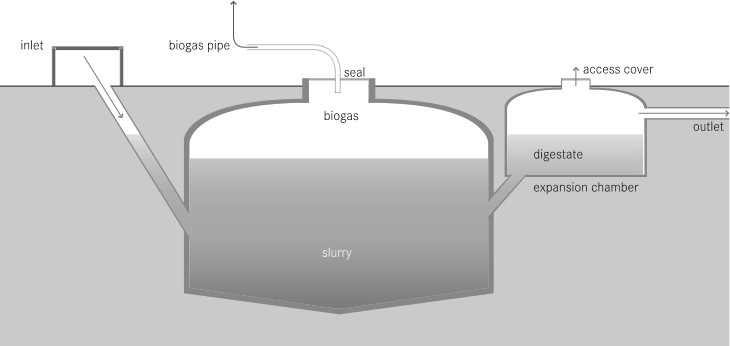 inlet
biogas pipe
seal
access cover
biogas
outlet
digestate
expansion chamber
slurry